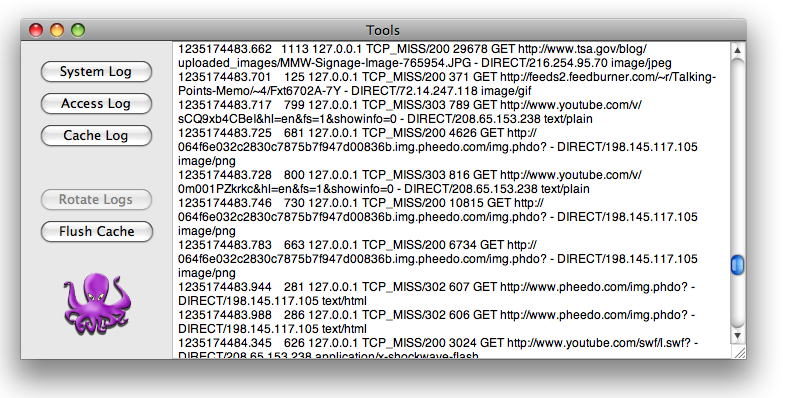 Tools
System Log
Access Log
Cache Log
Rotate Logs
Flush Cache
1235174483.662 1113 127.0.0.1 TCP_MISS/200 29678 GET http://www.tsa.gov/blog/
uploaded_images/MMW-Signage-Image-765954.JPG - DIRECT/216.254.95.70 image/jpeg
1235174483.701 125 127.0.0.1 TCP_MISS/200 371 GET http://feeds2.feedburner.com/~r/Talking-
Points-Memo/~4/Fxt6702A-7Y - DIRECT/72.14.247.118 image/gif
1235174483.717 799 127.0.0.1 TCP_MISS/303 789 GET http://www.youtube.com/v/
sCQ9xb4CBeI&hl=en&fs=1&showinfo=0 - DIRECT/208.65.153.238 text/plain
1235174483.725 681 127.0.0.1 TCP_MISS/200 4626 GET http://
064f6e032c2830c7875b7f947d00836b.img.pheedo.com/img.phdo? - DIRECT/198.145.117.105
image/png
1235174483.728 800 127.0.0.1 TCP_MISS/303 816 GET http://www.youtube.com/v/
0m001PZkrkc&hl=en&fs=1&showinfo=0 - DIRECT/208.65.153.238 text/plain
1235174483.746 730 127.0.0.1 TCP_MISS/200 10815 GET http://
064f6e032c2830c7875b7f947d00836b.img.pheedo.com/img.phdo? - DIRECT/198.145.117.105
image/png
1235174483.783 663 127.0.0.1 TCP_MISS/200 6734 GET http://
064f6e032c2830c7875b7f947d00836b.img.pheedo.com/img.phdo? - DIRECT/198.145.117.105
image/png
1235174483.944 281 127.0.0.1 TCP_MISS/302 607 GET http://www.pheedo.com/img.phdo? -
DIRECT/198.145.117.105 text/html
1235174483.988 286 127.0.0.1 TCP_MISS/302 606 GET http://www.pheedo.com/img.phdo? -
DIRECT/198.145.117.105 text/html
1235174484.345 626 127.0.0.1 TCP_MISS/200 3024 GET http://www.youtube.com/swf/l.swf? -
DIRECT/208.65.153.238 application/x-shockwave-flash